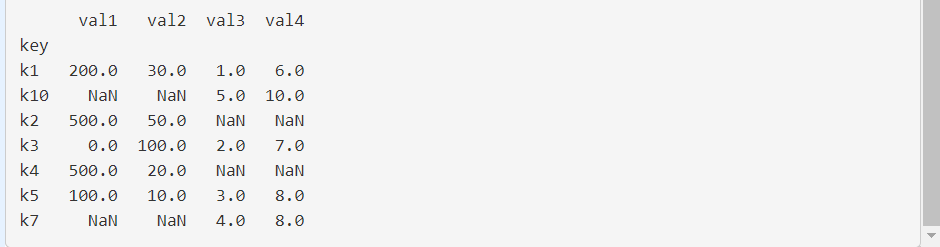 val1   val2  val3  val4
key
k1   200.0   30.0   1.0   6.0
k10    NaN    NaN   5.0  10.0
k2   500.0   50.0   NaN   NaN
k3     0.0  100.0   2.0   7.0
k4   500.0   20.0   NaN   NaN
k5   100.0   10.0   3.0   8.0
k7     NaN    NaN   4.0   8.0